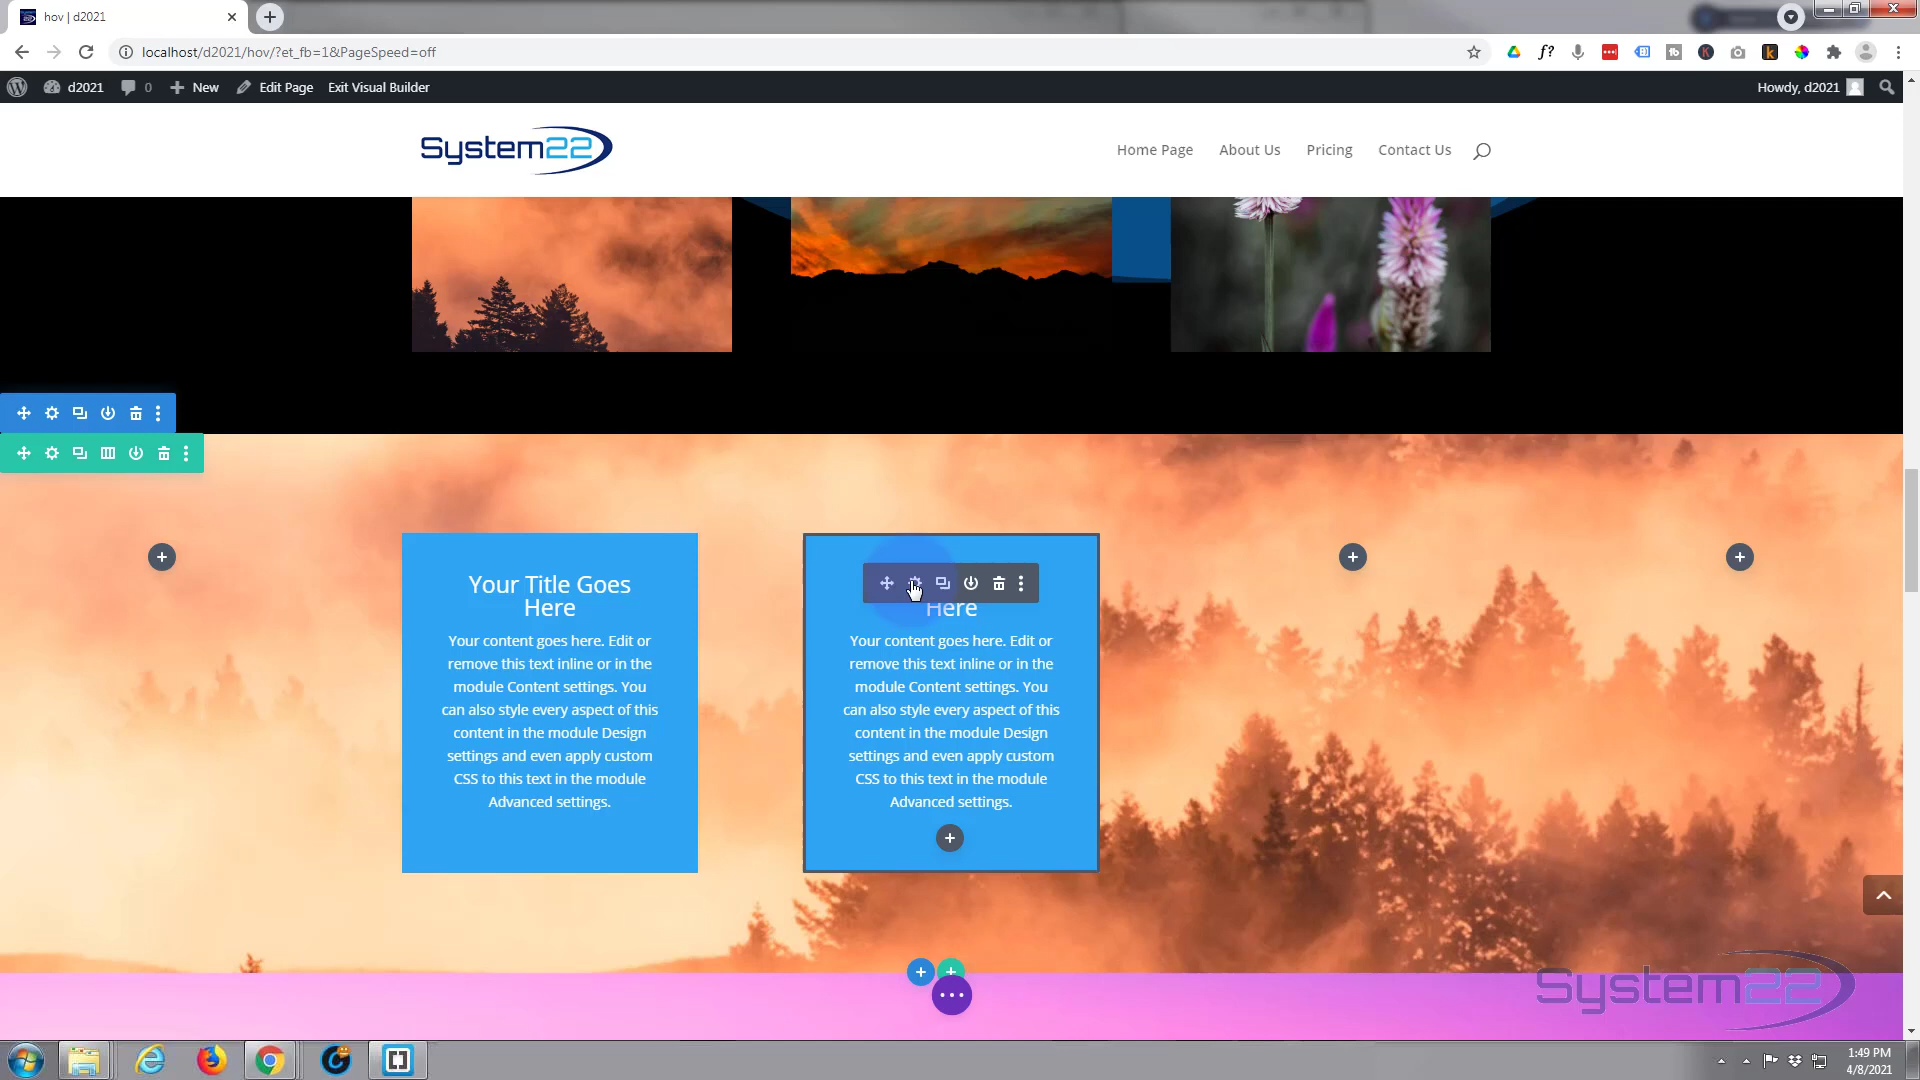 hov | d2021
localhost/d2021/hov/?et_fb=1&PageSpeed=off
d2021
0
New
Edit Page
Exit Visual Builder
Howdy, d2021
System22
Home Page
About Us
Pricing
Contact Us
Your Title Goes
Here
Your content goes here. Edit or
remove this text inline or in the
module Content settings. You
can also style every aspect of this
content in the module Design
settings and even apply custom
CSS to this text in the module
Advanced settings.
Here
Your content goes here. Edit or
remove this text inline or in the
module Content settings. You
can also style every aspect of this
content in the module Design
settings and even apply custom
CSS to this text in the module
Advanced settings.
System22
1:49 PM
4/8/2021